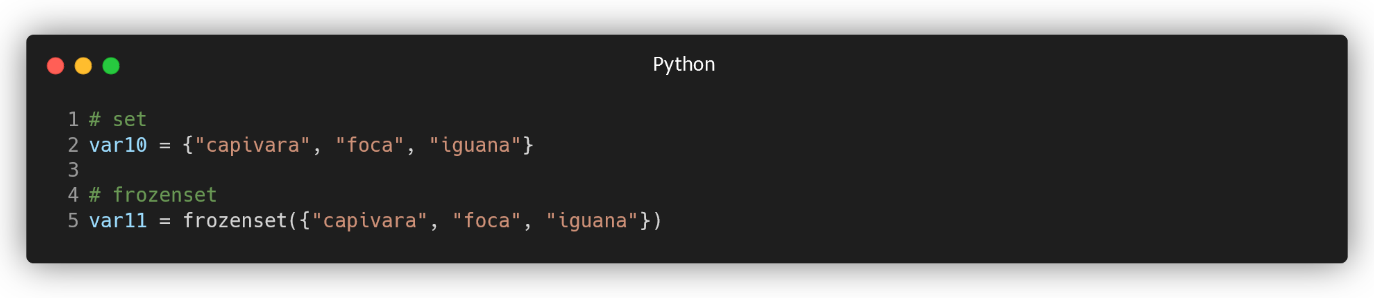 Python
1 # set
2 var10 = {"capivara", "foca", "iguana"}
3
4 # frozenset
5 var11 = frozenset({"capivara", "foca", "iguana"})